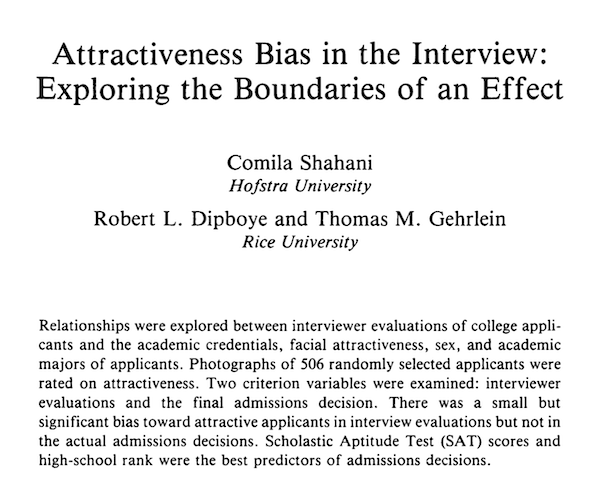 Attractiveness Bias in the Interview:
Exploring the Boundaries of an Effect
Comila Shahani
Hofstra University
Robert L. Dipboye and Thomas M. Gehrlein
Rice University
Relationships were explored between interviewer evaluations of college appli-
cants and the academic credentials, facial attractiveness, sex, and academic
majors of applicants. Photographs of 506 randomly selected applicants were
rated on attractiveness. Two criterion variables were examined: interviewer
evaluations and the final admissions decision. There was a small but
significant bias toward attractive applicants in interview evaluations but not in
the actual admissions decisions. Scholastic Aptitude Test (SAT) scores and
high-school rank were the best predictors of admissions decisions.